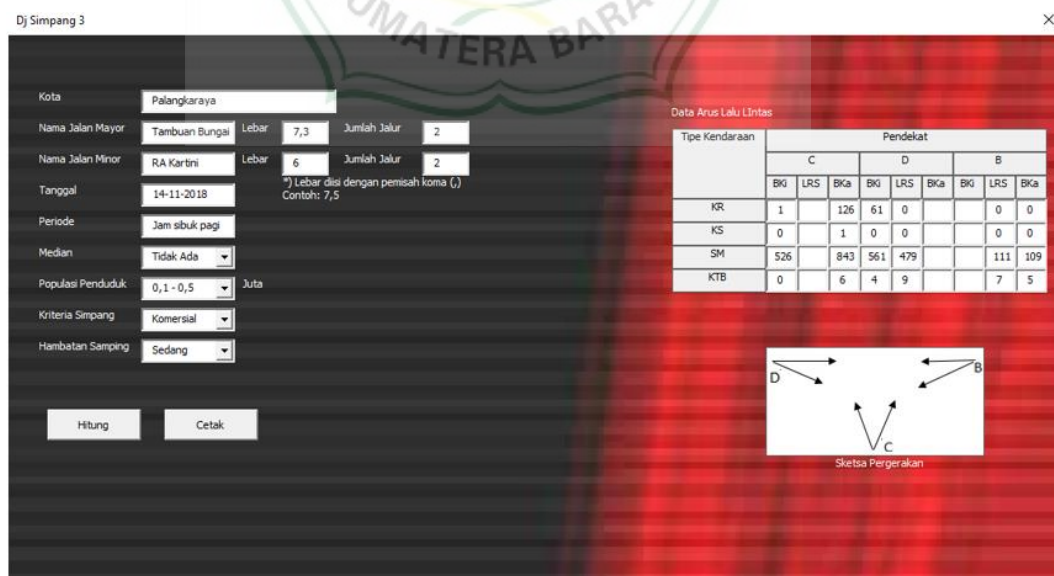 Dj Simpang 3
UMATERA BARA
Kota Palangkaraya
Nama Jalan Mayor Tambuan Bungai Lebar 7,3 Jumlah Jalur 2
Nama Jalan Minor RA Kartini Lebar 6 Jumlah Jalur 2
*) Lebar diisi dengan pemisah koma (,)
Contoh: 7,5
Tanggal 14-11-2018
Periode Jam sibuk pagi
Median Tidak Ada
Populasi Penduduk 0,1 - 0,5 Juta
Kriteria Simpang Komersial
Hambatan Samping Sedang
Hitung Cetak
Data Arus Lalu LIntas
Tipe Kendaraan Pendekat
C D B
BKi LRS BKa BKi LRS BKa BKi LRS BKa
KR 1 126 61 0 0 0
KS 0 1 0 0 0 0
SM 526 843 561 479 111 109
KTB 0 6 4 9 7 5
D B
C
Sketsa Pergerakan